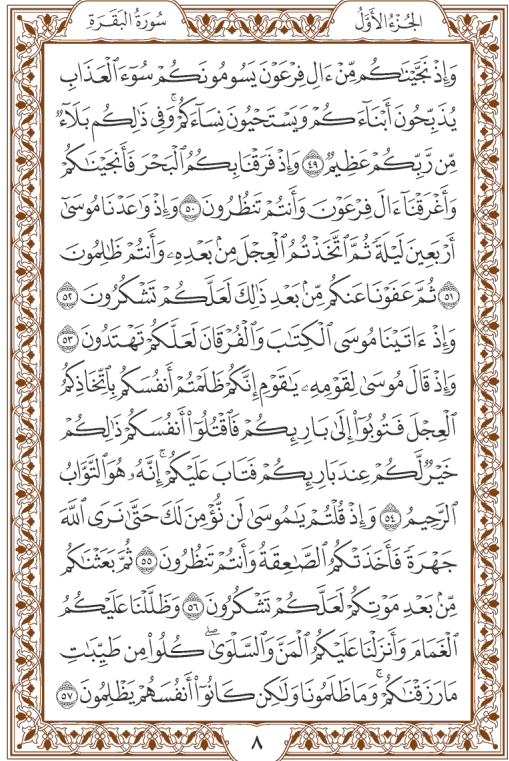 سُورَةُ البَقَرَةِ
الجُزْءُ الأَوَّلُ
وَإِذْ نَجَّيْنَٰكُم مِّنْ ءَالِ فِرْعَوْنَ يَسُومُونَكُمْ سُوٓءَ ٱلْعَذَابِ
يُذَبِّحُونَ أَبْنَآءَكُمْ وَيَسْتَحْيُونَ نِسَآءَكُمْ ۚ وَفِى ذَٰلِكُم بَلَآءٌ
مِّن رَّبِّكُمْ عَظِيمٌ ٤٩ وَإِذْ فَرَقْنَا بِكُمُ ٱلْبَحْرَ فَأَنجَيْنَٰكُمْ
وَأَغْرَقْنَآ ءَالَ فِرْعَوْنَ وَأَنتُمْ تَنظُرُونَ ٥٠ وَإِذْ وَٰعَدْنَا مُوسَىٰٓ
أَرْبَعِينَ لَيْلَةً ثُمَّ ٱتَّخَذْتُمُ ٱلْعِجْلَ مِنۢ بَعْدِهِۦ وَأَنتُمْ ظَٰلِمُونَ
٥١ ثُمَّ عَفَوْنَا عَنكُم مِّنۢ بَعْدِ ذَٰلِكَ لَعَلَّكُمْ تَشْكُرُونَ ٥٢
وَإِذْ ءَاتَيْنَا مُوسَى ٱلْكِتَٰبَ وَٱلْفُرْقَانَ لَعَلَّكُمْ تَهْتَدُونَ ٥٣
وَإِذْ قَالَ مُوسَىٰ لِقَوْمِهِۦ يَٰقَوْمِ إِنَّكُمْ ظَلَمْتُمْ أَنفُسَكُم بِٱتِّخَاذِكُمُ
ٱلْعِجْلَ فَتُوبُوٓا۟ إِلَىٰ بَارِئِكُمْ فَٱقْتُلُوٓا۟ أَنفُسَكُمْ ذَٰلِكُمْ
خَيْرٌ لَّكُمْ عِندَ بَارِئِكُمْ فَتَابَ عَلَيْكُمْ ۚ إِنَّهُۥ هُوَ ٱلتَّوَّابُ
ٱلرَّحِيمُ ٥٤ وَإِذْ قُلْتُمْ يَٰمُوسَىٰ لَن نُّؤْمِنَ لَكَ حَتَّىٰ نَرَى ٱللَّهَ
جَهْرَةً فَأَخَذَتْكُمُ ٱلصَّٰعِقَةُ وَأَنتُمْ تَنظُرُونَ ٥٥ ثُمَّ بَعَثْنَٰكُم
مِّنۢ بَعْدِ مَوْتِكُمْ لَعَلَّكُمْ تَشْكُرُونَ ٥٦ وَظَلَّلْنَا عَلَيْكُمُ
ٱلْغَمَامَ وَأَنزَلْنَا عَلَيْكُمُ ٱلْمَنَّ وَٱلسَّلْوَىٰ ۖ كُلُوا۟ مِن طَيِّبَٰتِ
مَا رَزَقْنَٰكُمْ ۚ وَمَا ظَلَمُونَا وَلَٰكِن كَانُوٓا۟ أَنفُسَهُمْ يَظْلِمُونَ ٥٧
٨